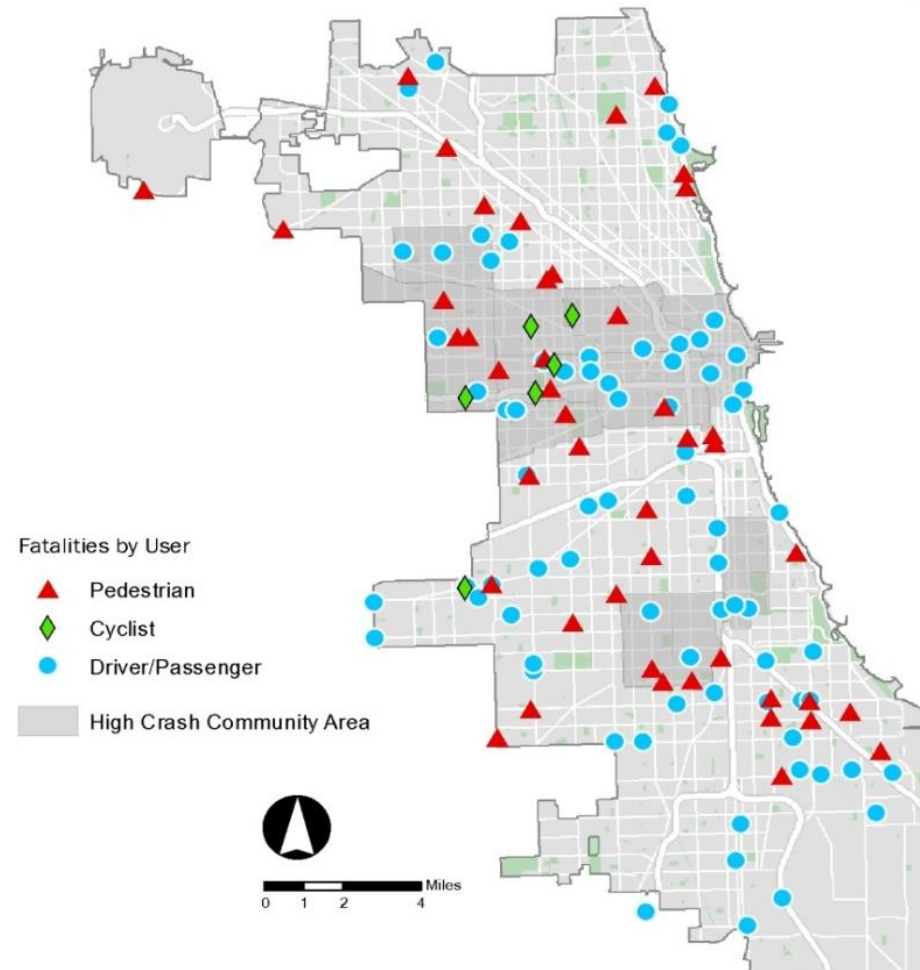 Fatalities by User
Pedestrian
Cyclist
Driver/Passenger
High Crash Community Area
Miles
0 1 2 4